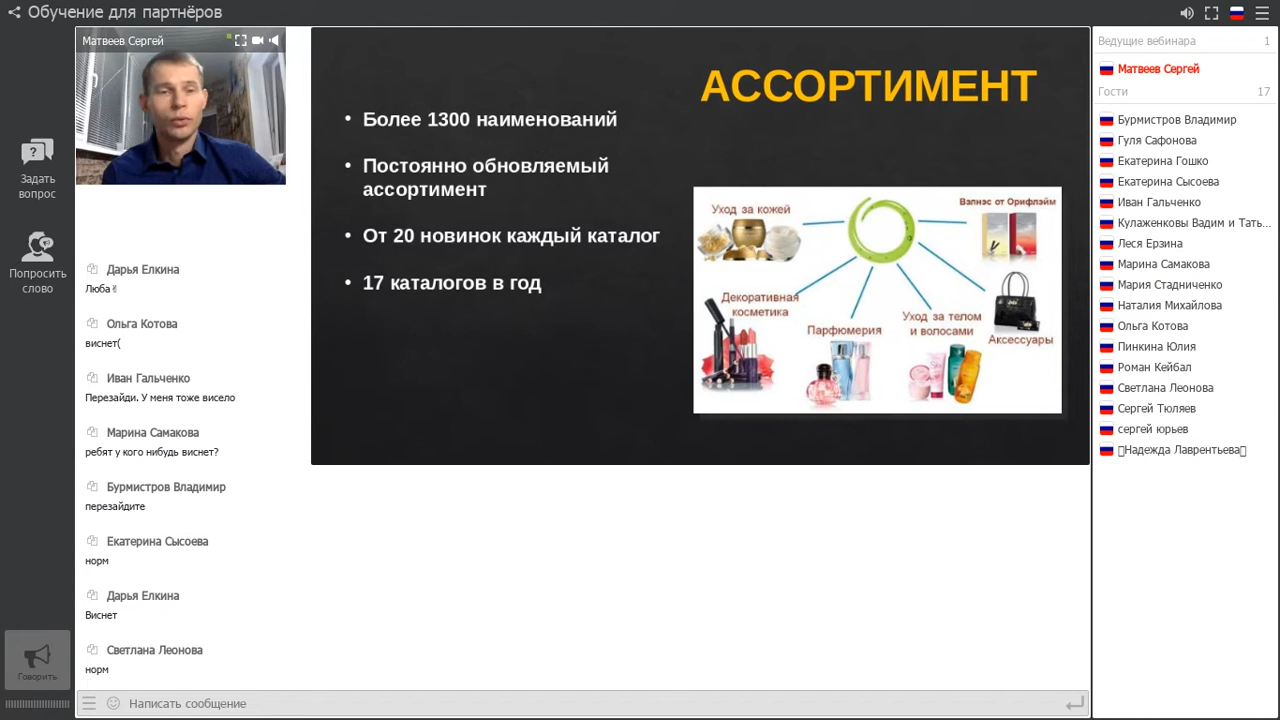 Обучение для партнёров
Задать
вопрос
Попросить
слово
Говорить
Матвеев Сергей
Дарья Елкина
Люба✌
Ольга Котова
виснет(
Иван Гальченко
Перезайди. У меня тоже висело
Марина Самакова
ребят у кого нибудь виснет?
Бурмистров Владимир
перезайдите
Екатерина Сысоева
норм
Дарья Елкина
Виснет
Светлана Леонова
норм
Написать сообщение
АССОРТИМЕНТ
• Более 1300 наименований
• Постоянно обновляемый
ассортимент
• От 20 новинок каждый каталог
• 17 каталогов в год
Уход за кожей
Вэлнэс от Орифлэйм
Декоративная
косметика
Парфюмерия
Уход за телом
и волосами
Аксессуары
Ведущие вебинара 1
Матвеев Сергей
Гости 17
Бурмистров Владимир
Гуля Сафонова
Екатерина Гошко
Екатерина Сысоева
Иван Гальченко
Кулаженковы Вадим и Тать...
Леся Ерзина
Марина Самакова
Мария Стадниченко
Наталия Михайлова
Ольга Котова
Пинкина Юлия
Роман Кейбал
Светлана Леонова
Сергей Тюляев
сергей юрьев
Надежда Лаврентьева